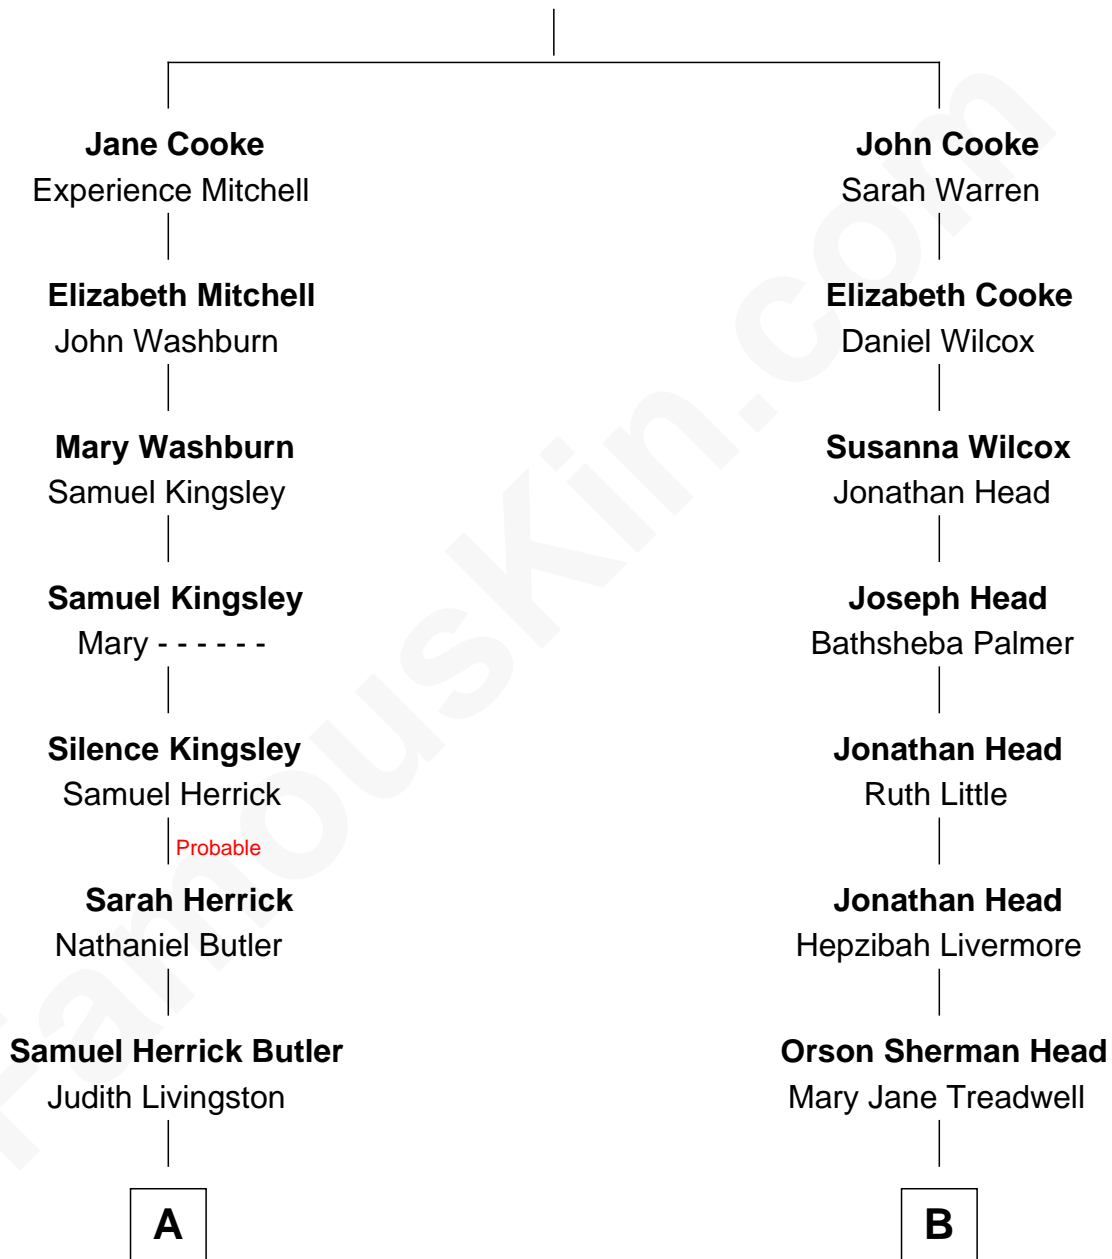 Jane Cooke
Experience Mitchell
Elizabeth Mitchell
John Washburn
Mary Washburn
Samuel Kingsley
Samuel Kingsley
Mary - - - - - -
Silence Kingsley
Samuel Herrick
Probable
Sarah Herrick
Nathaniel Butler
Samuel Herrick Butler
Judith Livingston
A
John Cooke
Sarah Warren
Elizabeth Cooke
Daniel Wilcox
Susanna Wilcox
Jonathan Head
Joseph Head
Bathsheba Palmer
Jonathan Head
Ruth Little
Jonathan Head
Hepzibah Livermore
Orson Sherman Head
Mary Jane Treadwell
B
FamousKin.com